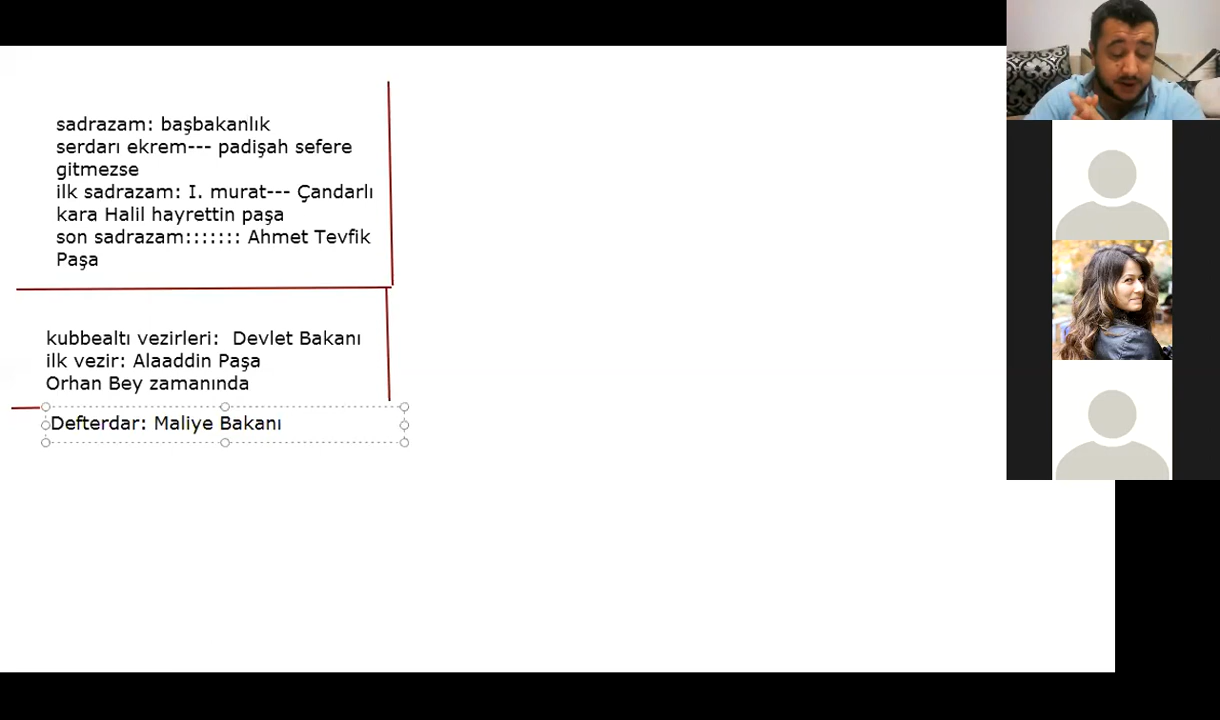 sadrazam: başbakanlık
serdarı ekrem--- padişah sefere
gitmezse
ilk sadrazam: I. murat--- Çandarlı
kara Halil hayrettin paşa
son sadrazam::::::: Ahmet Tevfik
Paşa
kubbealtı vezirleri:  Devlet Bakanı
ilk vezir: Alaaddin Paşa
Orhan Bey zamanında
Defterdar: Maliye Bakanı